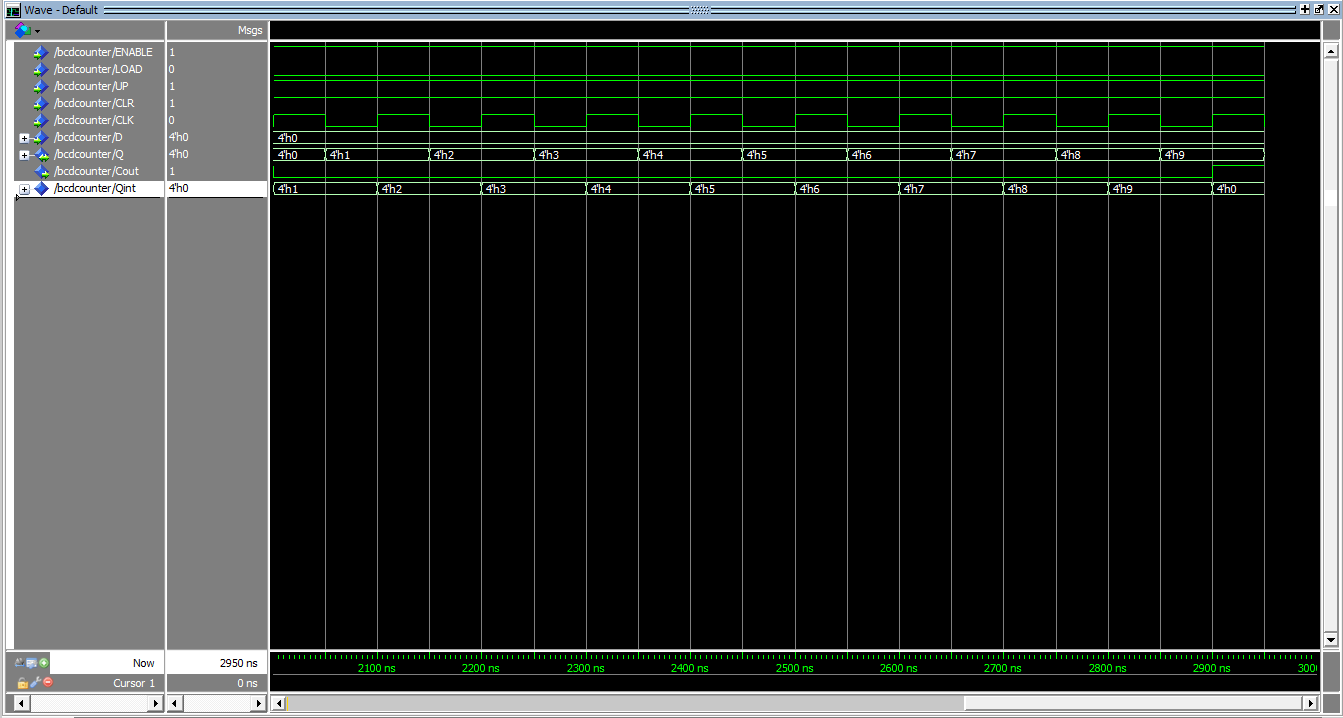 Wave - Default
Msgs
/bcdcounter/ENABLE 1
/bcdcounter/LOAD 0
/bcdcounter/UP 1
/bcdcounter/CLR 1
/bcdcounter/CLK 0
/bcdcounter/D 4'h0 4'h0
/bcdcounter/Q 4'h0 4'h0 4'h1 4'h2 4'h3 4'h4 4'h5 4'h6 4'h7 4'h8 4'h9
/bcdcounter/Cout 1
/bcdcounter/Qint 4'h0 4'h1 4'h2 4'h3 4'h4 4'h5 4'h6 4'h7 4'h8 4'h9 4'h0
Now 2950 ns 2100 ns 2200 ns 2300 ns 2400 ns 2500 ns 2600 ns 2700 ns 2800 ns 2900 ns 300
Cursor 1 0 ns